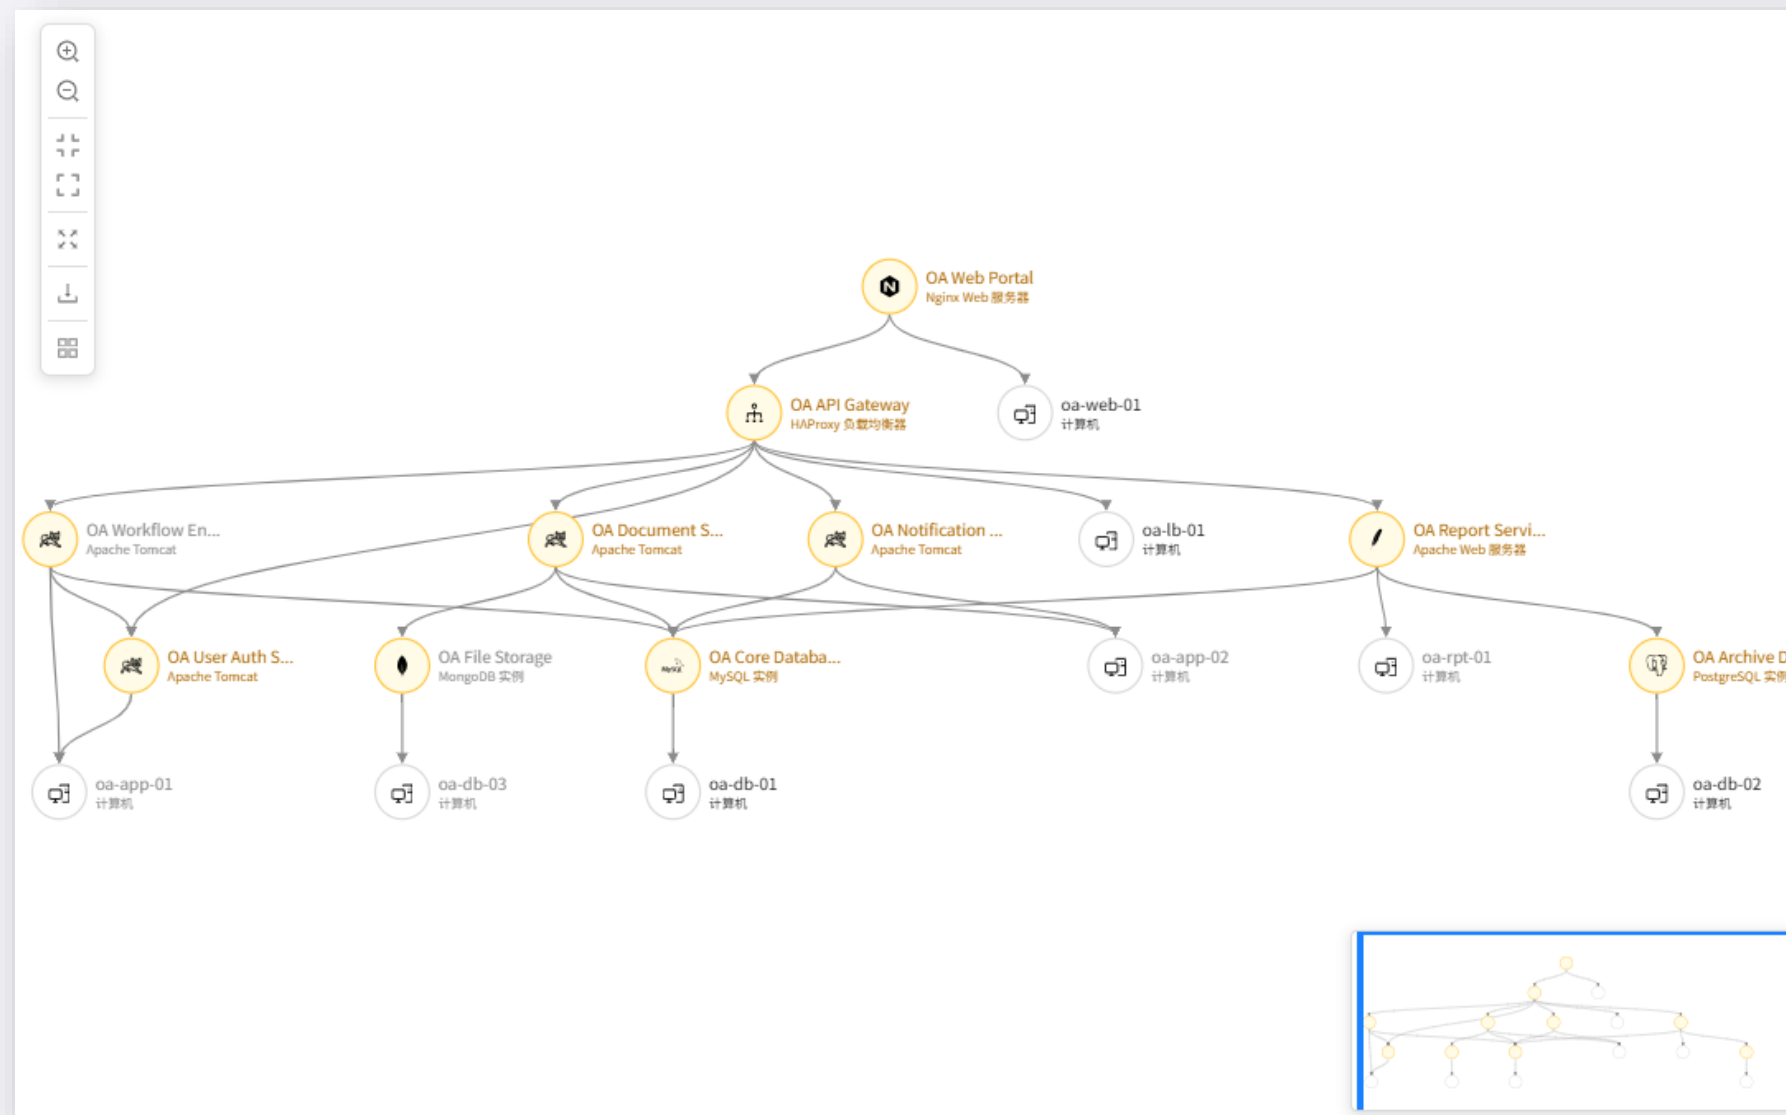 OA Web Portal
Nginx Web 服务器
OA API Gateway
HAProxy 负载均衡器
oa-web-01
计算机
OA Workflow En...
Apache Tomcat
OA Document S...
Apache Tomcat
OA Notification ...
Apache Tomcat
oa-lb-01
计算机
OA Report Servi...
Apache Web 服务器
OA User Auth S...
Apache Tomcat
OA File Storage
MongoDB 实例
MySQL
OA Core Databa...
MySQL 实例
oa-app-02
计算机
oa-rpt-01
计算机
OA Archive D
PostgreSQL 实例
oa-app-01
计算机
oa-db-03
计算机
oa-db-01
计算机
oa-db-02
计算机